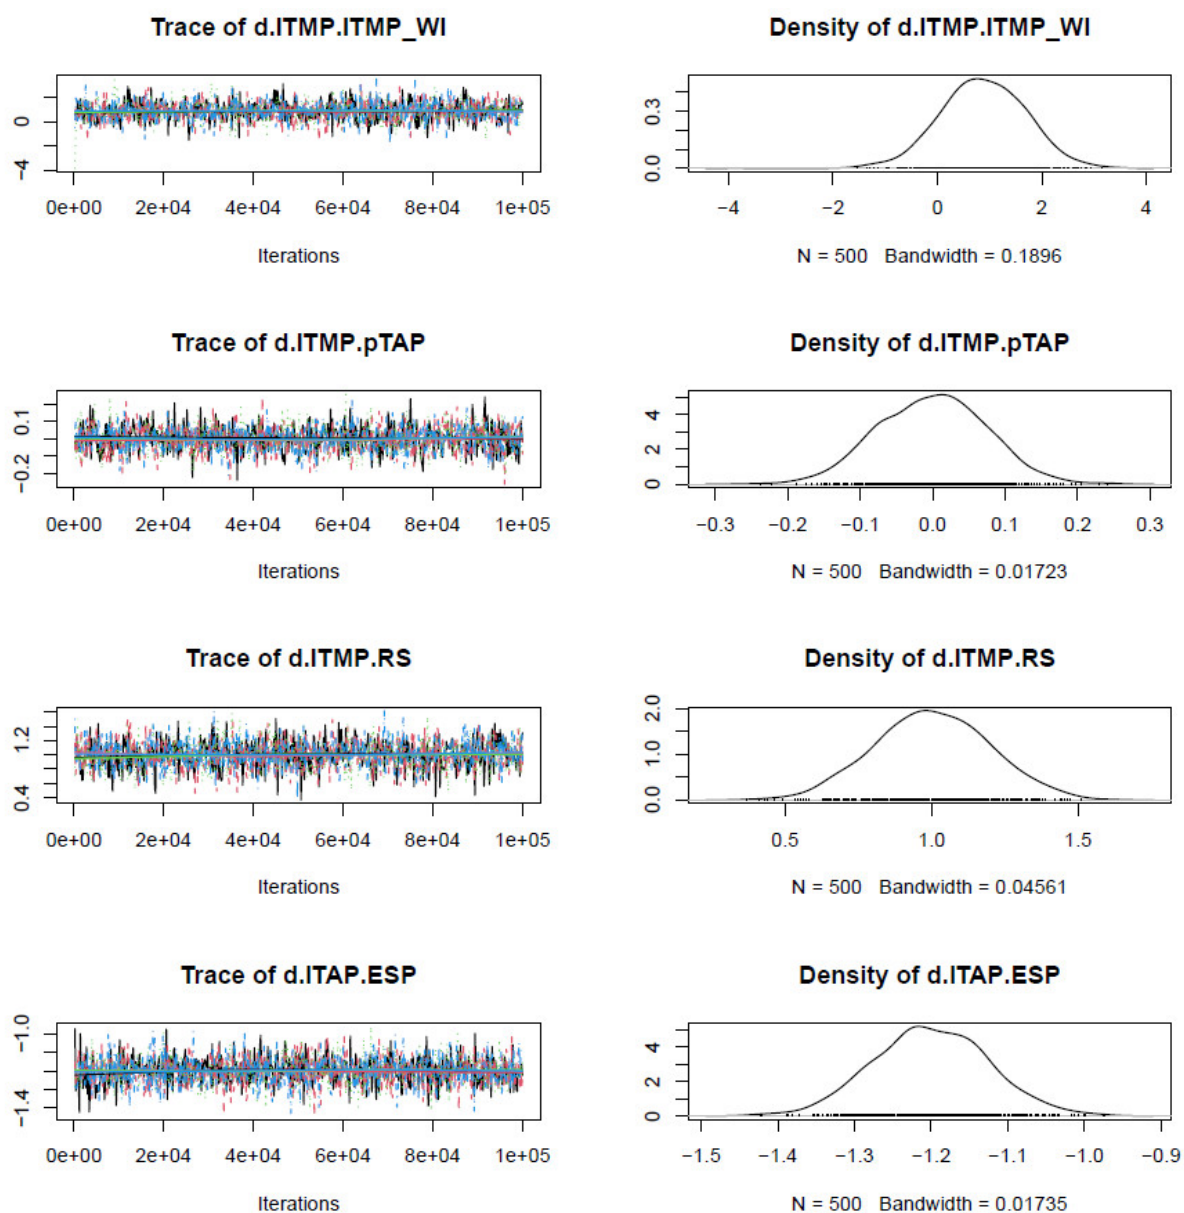 Trace of d.ITMP.ITMP_WI
0
−4
0e+00 2e+04 4e+04 6e+04 8e+04 1e+05
Iterations
Density of d.ITMP.ITMP_WI
0.3
0.0
−4 −2 0 2 4
N = 500 Bandwidth = 0.1896
Trace of d.ITMP.pTAP
0.1
−0.2
0e+00 2e+04 4e+04 6e+04 8e+04 1e+05
Iterations
Density of d.ITMP.pTAP
4
2
0
−0.3 −0.2 −0.1 0.0 0.1 0.2 0.3
N = 500 Bandwidth = 0.01723
Trace of d.ITMP.RS
1.2
0.4
0e+00 2e+04 4e+04 6e+04 8e+04 1e+05
Iterations
Density of d.ITMP.RS
2.0
1.0
0.0
0.5 1.0 1.5
N = 500 Bandwidth = 0.04561
Trace of d.ITAP.ESP
−1.0
−1.4
0e+00 2e+04 4e+04 6e+04 8e+04 1e+05
Iterations
Density of d.ITAP.ESP
4
2
0
−1.5 −1.4 −1.3 −1.2 −1.1 −1.0 −0.9
N = 500 Bandwidth = 0.01735